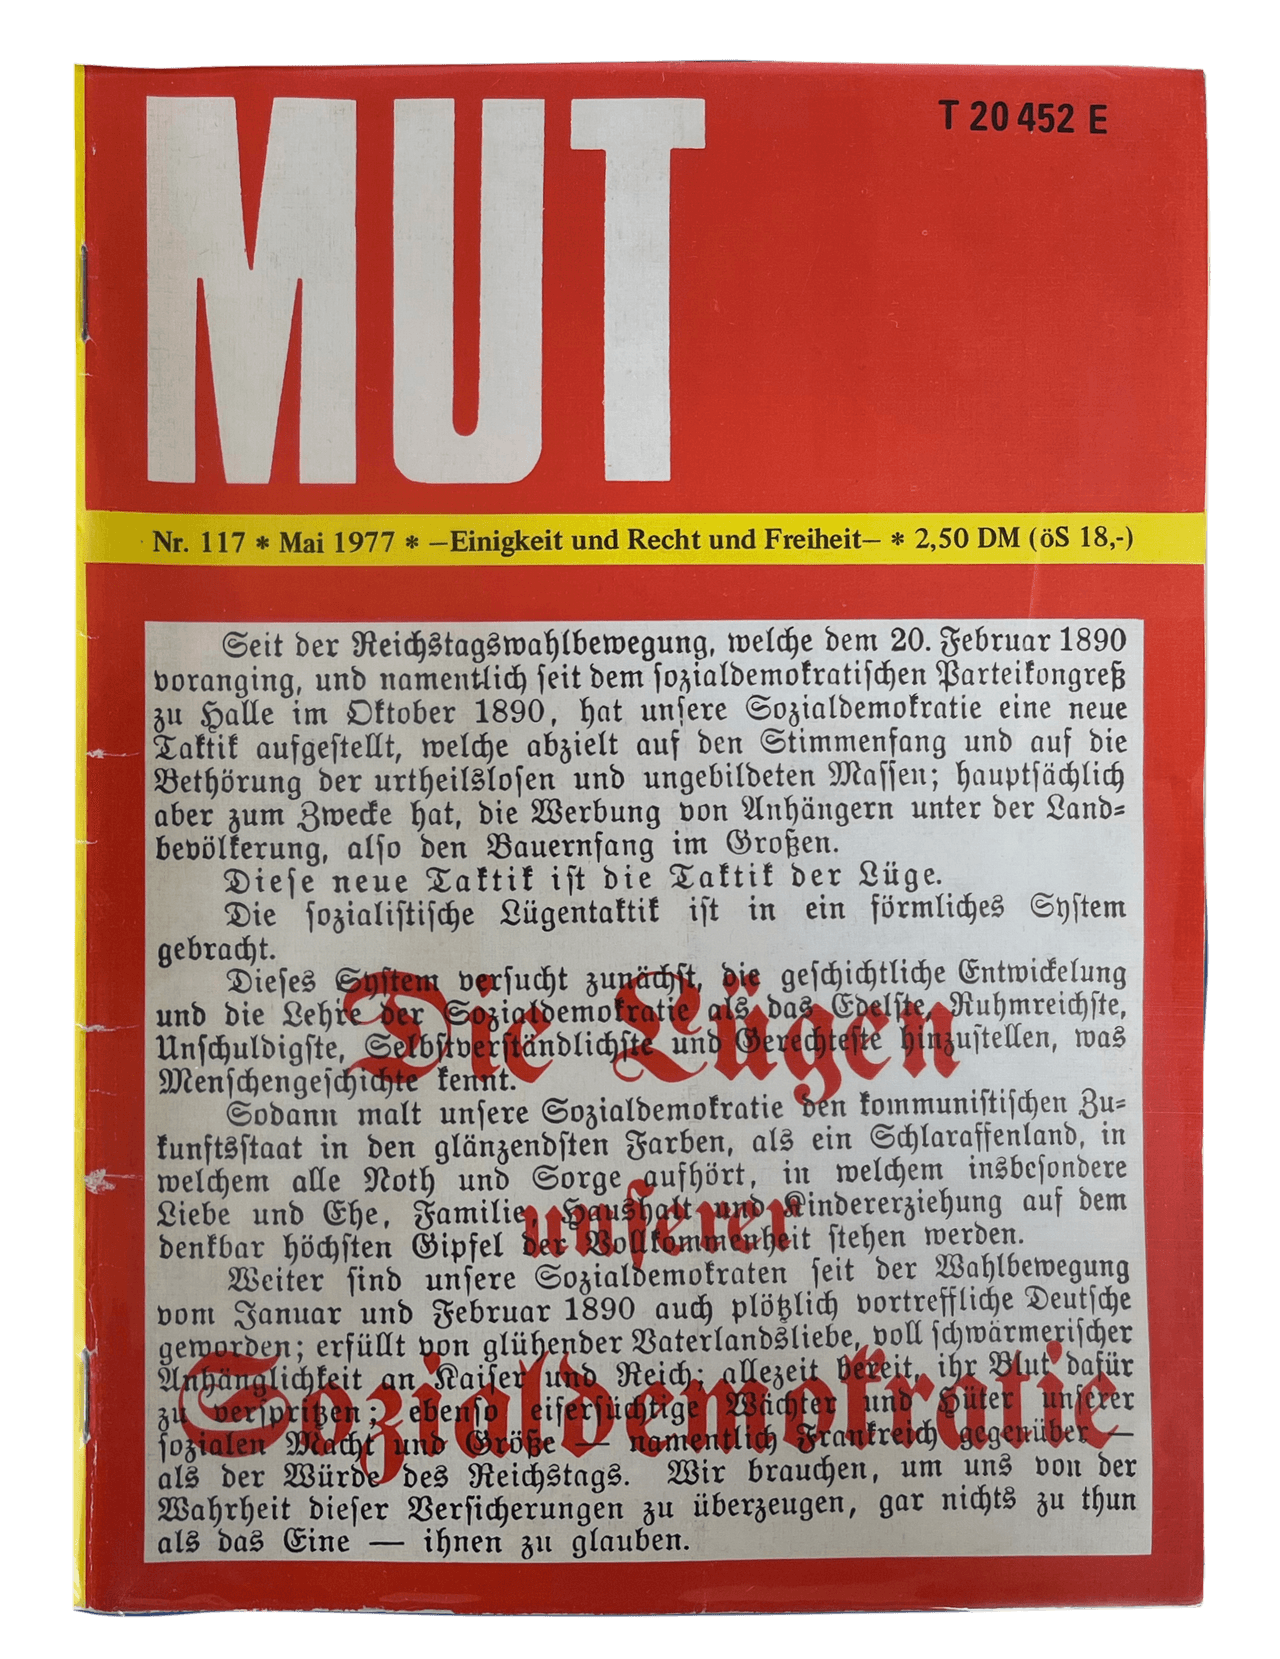 MUT
T 20 452 E
Nr. 117 * Mai 1977 * –Einigkeit und Recht und Freiheit– * 2,50 DM (öS 18,-)
Seit der Reichstagswahlbewegung, welche dem 20. Februar 1890
voranging, und namentlich seit dem sozialdemokratischen Parteikongreß
zu Halle im Oktober 1890, hat unsere Sozialdemokratie eine neue
Taktik aufgestellt, welche abzielt auf den Stimmenfang und auf die
Bethörung der urtheilslosen und ungebildeten Massen; hauptsächlich
aber zum Zwecke hat, die Werbung von Anhängern unter der Land-
bevölkerung, also den Bauernfang im Großen.
Diese neue Taktik ist die Taktik der Lüge.
Die sozialistische Lügentaktik ist in ein förmliches System
gebracht.
Dieses System versucht zunächst, die geschichtliche Entwickelung
und die Lehre der Sozialdemokratie als das Edelste, Ruhmreichste,
Unschuldigste, Selbstverständlichste und Gerechteste hinzustellen, was
Menschengeschichte kennt.
Sodann malt unsere Sozialdemokratie den kommunistischen Zu-
kunftsstaat in den glänzendsten Farben, als ein Schlaraffenland, in
welchem alle Noth und Sorge aufhört, in welchem insbesondere
Liebe und Ehe, Familie, Haushalt und Kindererziehung auf dem
denkbar höchsten Gipfel der Vollkommenheit stehen werden.
Weiter sind unsere Sozialdemokraten seit der Wahlbewegung
vom Januar und Februar 1890 auch plötzlich vortreffliche Deutsche
geworden; erfüllt von glühender Vaterlandsliebe, voll schwärmerischer
Anhänglichkeit an Kaiser und Reich; allezeit bereit, ihr Blut dafür
zu verspritzen; ebenso eifersüchtige Wächter und Hüter unserer
sozialen Macht und Größe — namentlich Frankreich gegenüber —
als der Würde des Reichstags. Wir brauchen, um uns von der
Wahrheit dieser Versicherungen zu überzeugen, gar nichts zu thun
als das Eine — ihnen zu glauben.
Die Lügen
unserer
Sozialdemokratie